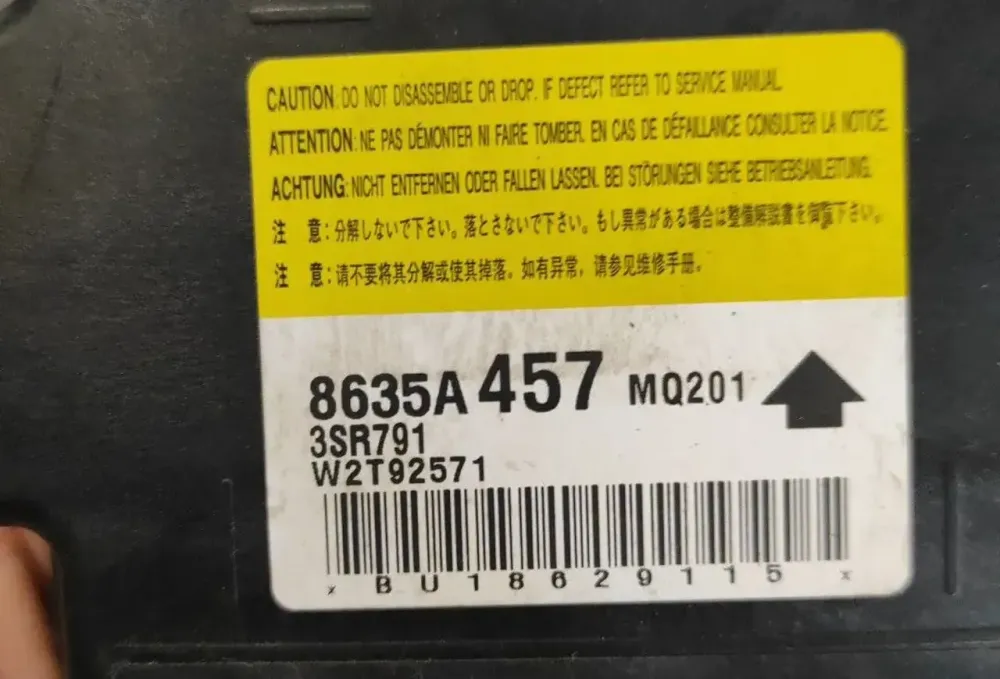 CAUTION: DO NOT DISASSEMBLE OR DROP. IF DEFECT REFER TO SERVICE MANUAL.
ATTENTION: NE PAS DÉMONTER NI FAIRE TOMBER. EN CAS DE DÉFAILLANCE CONSULTER LA NOTICE.
ACHTUNG: NICHT ENTFERNEN ODER FALLEN LASSEN. BEI STÖRUNGEN SIEHE BETRIEBSANLEITUNG.
注 意:分解しないで下さい。落とさないで下さい。もし異常がある場合は整備解説書を御覧下さい。
注 意:请不要将其分解或使其掉落。如有异常,请参见维修手册。
8635A 457 MQ201
3SR791
W2T92571
* BU18629115 *